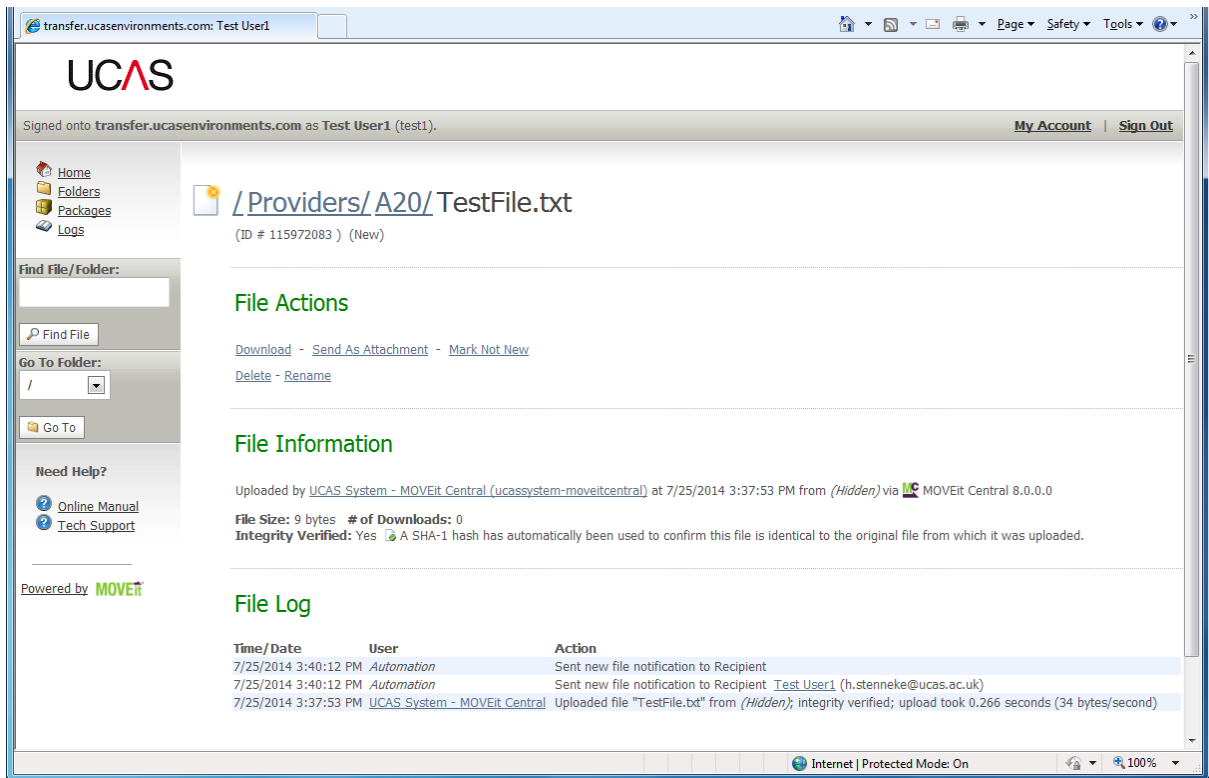 transfer.ucasenvironments.com: Test User1
Page Safety Tools
UCAS
Signed onto transfer.ucasenvironments.com as Test User1 (test1).
My Account | Sign Out
Home
Folders
Packages
Logs
Find File/Folder:
Find File
Go To Folder:
/
Go To
Need Help?
Online Manual
Tech Support
Powered by MOVEit
/ Providers/ A20/ TestFile.txt
(ID # 115972083 ) (New)
File Actions
Download - Send As Attachment - Mark Not New
Delete - Rename
File Information
Uploaded by UCAS System - MOVEit Central (ucassystem-moveitcentral) at 7/25/2014 3:37:53 PM from (Hidden) via MC MOVEit Central 8.0.0.0
File Size: 9 bytes # of Downloads: 0
Integrity Verified: Yes A SHA-1 hash has automatically been used to confirm this file is identical to the original file from which it was uploaded.
File Log
Time/Date User Action
7/25/2014 3:40:12 PM Automation Sent new file notification to Recipient
7/25/2014 3:40:12 PM Automation Sent new file notification to Recipient Test User1 (h.stenneke@ucas.ac.uk)
7/25/2014 3:37:53 PM UCAS System - MOVEit Central Uploaded file "TestFile.txt" from (Hidden); integrity verified; upload took 0.266 seconds (34 bytes/second)
Internet | Protected Mode: On
100%